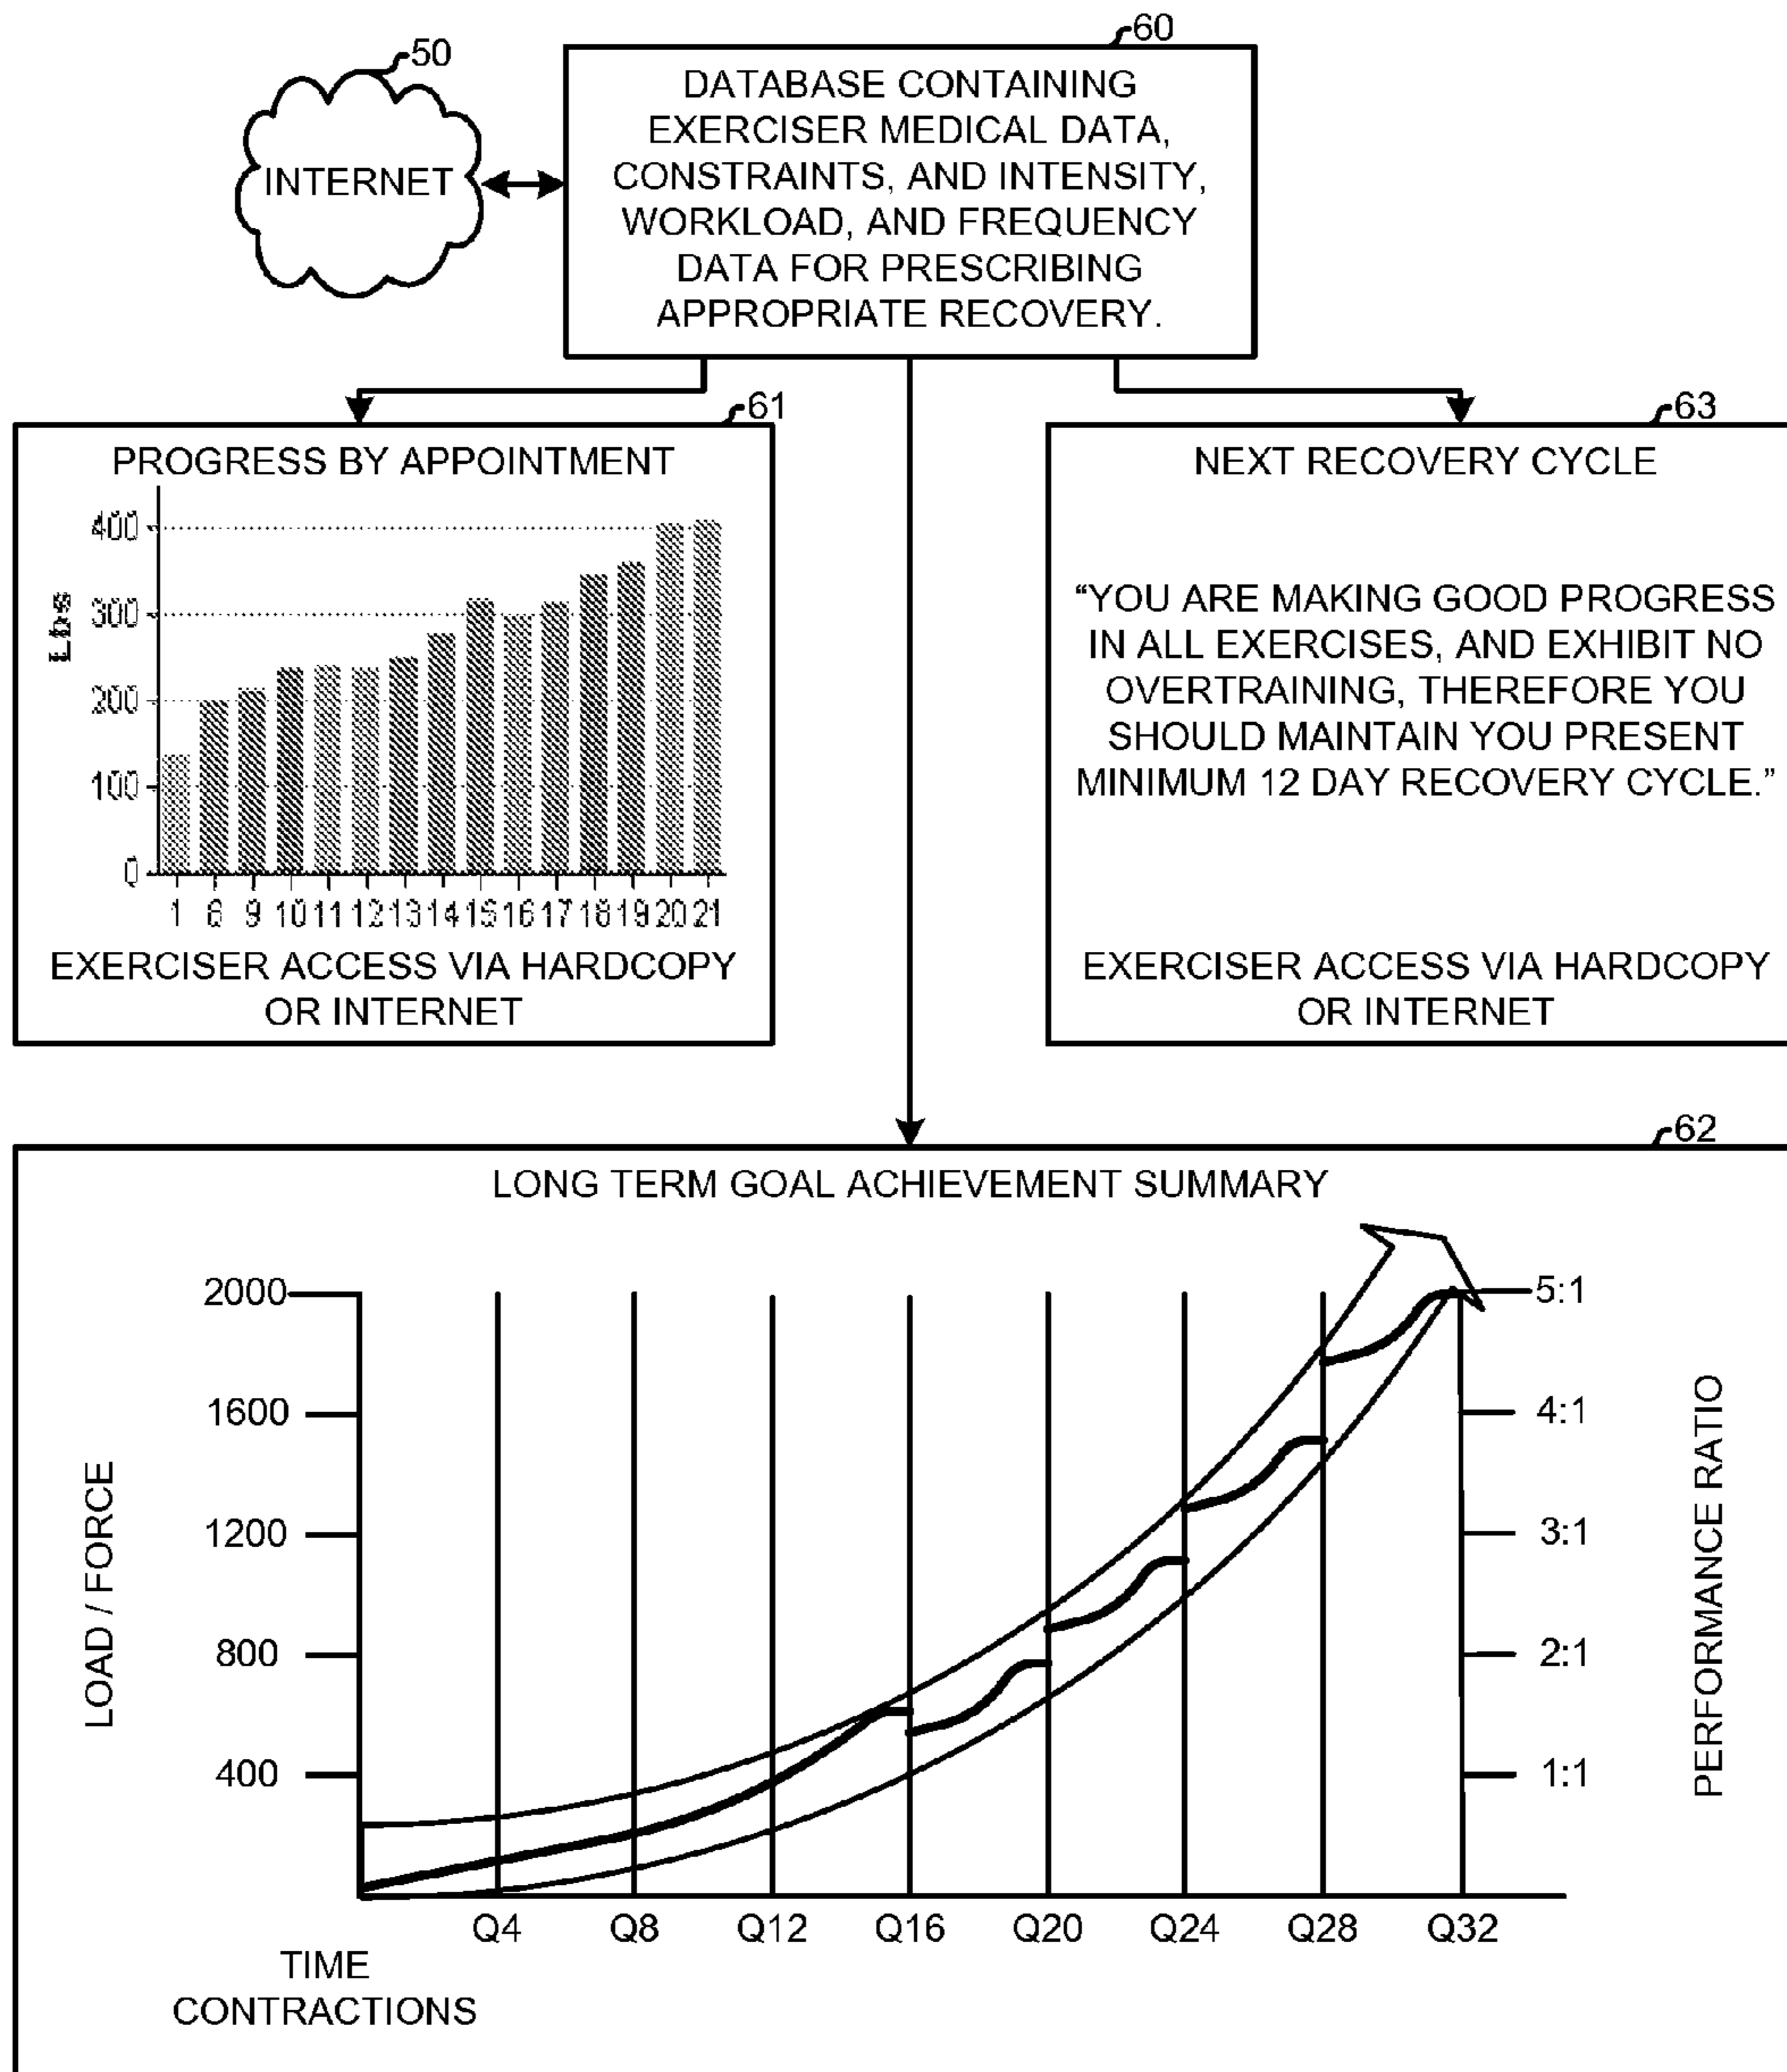 50
INTERNET
60
DATABASE CONTAINING
EXERCISER MEDICAL DATA,
CONSTRAINTS, AND INTENSITY,
WORKLOAD, AND FREQUENCY
DATA FOR PRESCRIBING
APPROPRIATE RECOVERY.
61
PROGRESS BY APPOINTMENT
400
300
200
100
0
Lbs
1 6 9 10 11 12 13 14 15 16 17 18 19 20 21
EXERCISER ACCESS VIA HARDCOPY
OR INTERNET
63
NEXT RECOVERY CYCLE
“YOU ARE MAKING GOOD PROGRESS
IN ALL EXERCISES, AND EXHIBIT NO
OVERTRAINING, THEREFORE YOU
SHOULD MAINTAIN YOU PRESENT
MINIMUM 12 DAY RECOVERY CYCLE.”
EXERCISER ACCESS VIA HARDCOPY
OR INTERNET
62
LONG TERM GOAL ACHIEVEMENT SUMMARY
LOAD / FORCE
2000
1600
1200
800
400
5:1
4:1
3:1
2:1
1:1
PERFORMANCE RATIO
Q4 Q8 Q12 Q16 Q20 Q24 Q28 Q32
TIME
CONTRACTIONS